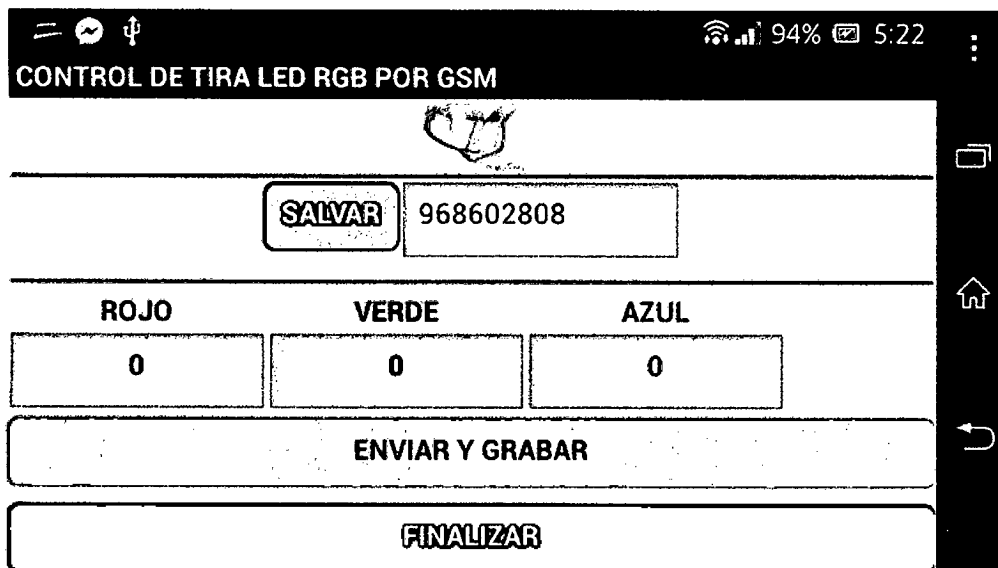 94% 5:22
CONTROL DE TIRA LED RGB POR GSM
SALVAR 968602808
ROJO VERDE AZUL
0 0 0
ENVIAR Y GRABAR
FINALIZAR